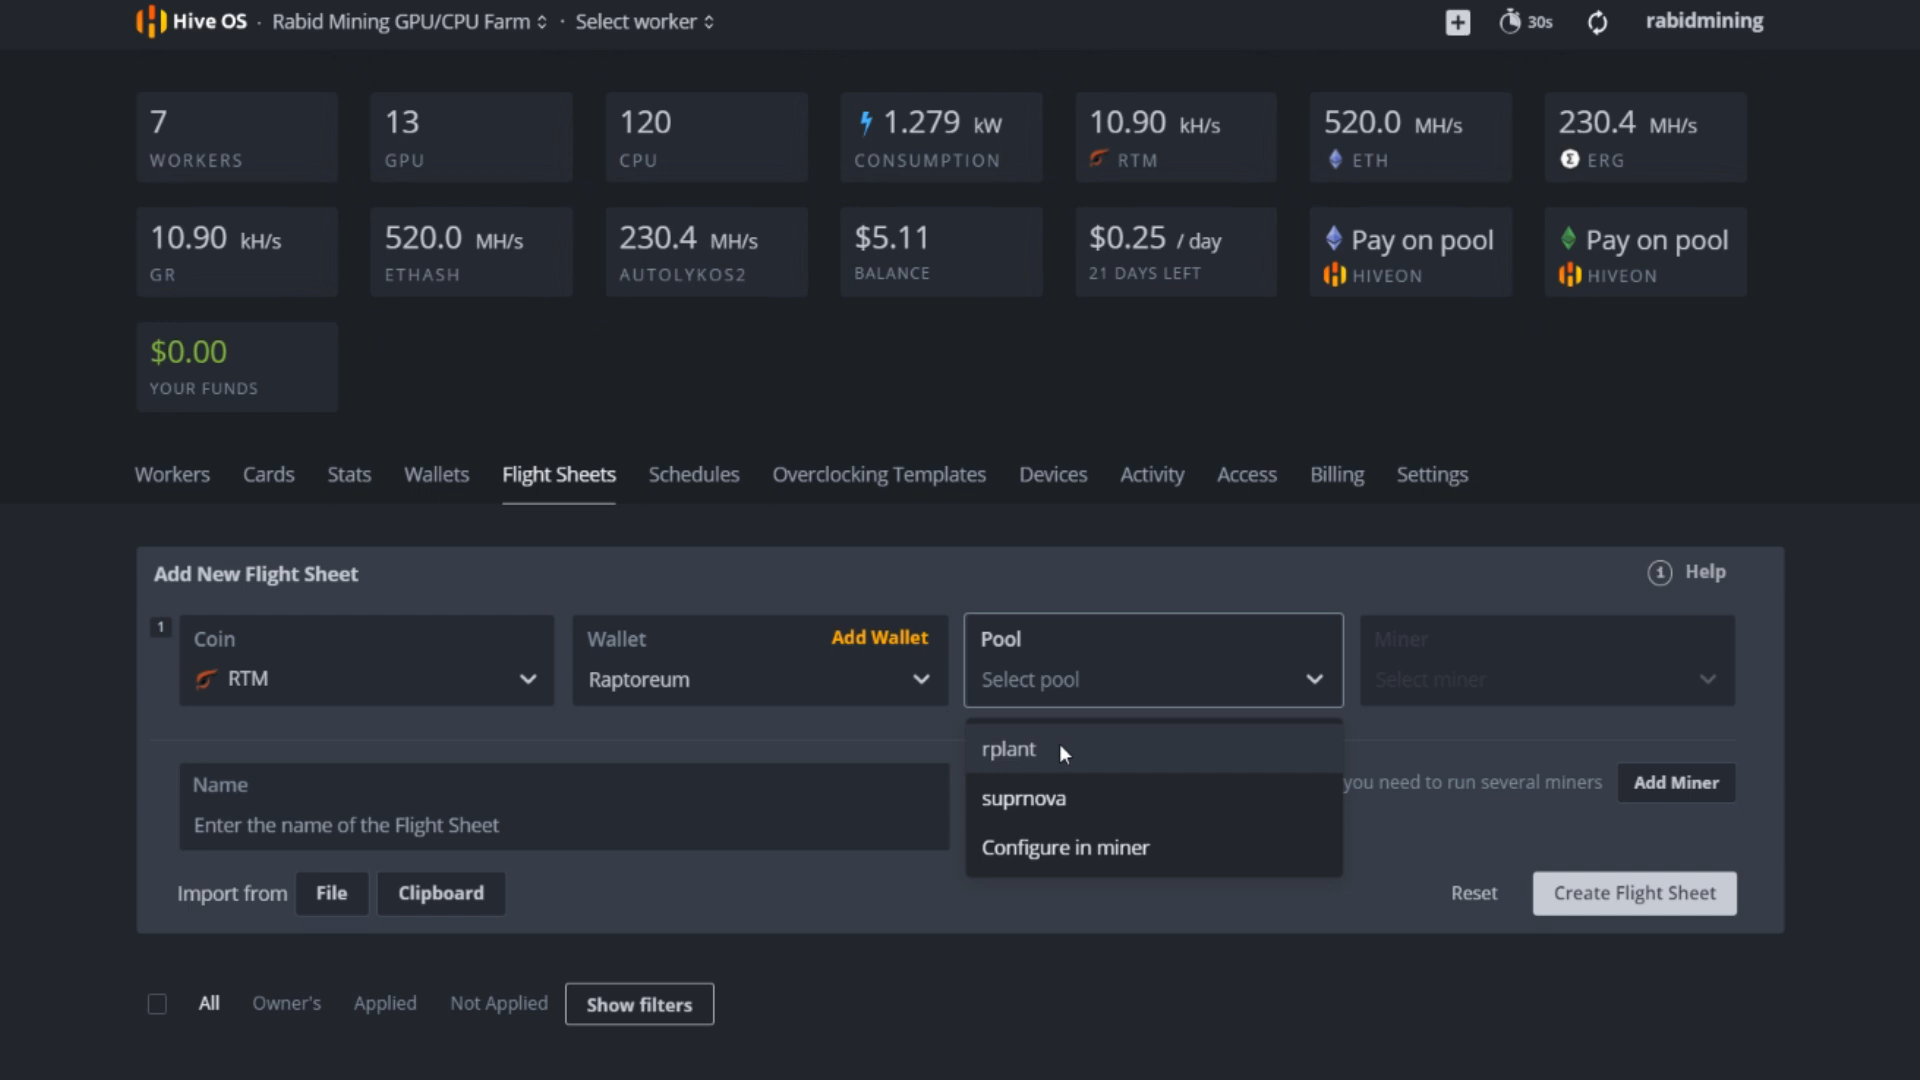 Hive OS · Rabid Mining GPU/CPU Farm · Select worker 30s rabidmining
7 13 120 1.279 kW 10.90 kH/s 520.0 MH/s 230.4 MH/s
WORKERS GPU CPU CONSUMPTION RTM ETH ERG
10.90 kH/s 520.0 MH/s 230.4 MH/s $5.11 $0.25 / day Pay on pool Pay on pool
GR ETHASH AUTOLYKOS2 BALANCE 21 DAYS LEFT HIVEON HIVEON
$0.00
YOUR FUNDS
Workers Cards Stats Wallets Flight Sheets Schedules Overclocking Templates Devices Activity Access Billing Settings
Add New Flight Sheet Help
1 Coin Wallet Add Wallet Pool Miner
RTM Raptoreum Select pool Select miner
rplant
Name you need to run several miners Add Miner
suprnova
Enter the name of the Flight Sheet
Configure in miner
Import from File Clipboard Reset Create Flight Sheet
All Owner's Applied Not Applied Show filters